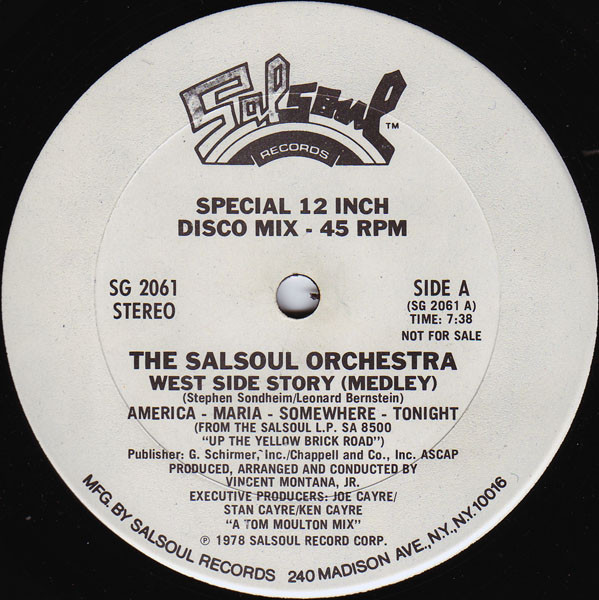 Salsoul™
RECORDS
SPECIAL 12 INCH
DISCO MIX - 45 RPM
SG 2061
STEREO
SIDE A
(SG 2061 A)
TIME: 7:38
NOT FOR SALE
THE SALSOUL ORCHESTRA
WEST SIDE STORY (MEDLEY)
(Stephen Sondheim/Leonard Bernstein)
AMERICA - MARIA - SOMEWHERE - TONIGHT
(FROM THE SALSOUL L.P. SA 8500
"UP THE YELLOW BRICK ROAD")
Publisher: G. Schirmer, Inc./Chappell and Co., Inc. ASCAP
PRODUCED, ARRANGED AND CONDUCTED BY
VINCENT MONTANA, JR.
EXECUTIVE PRODUCERS: JOE CAYRE/
STAN CAYRE/KEN CAYRE
"A TOM MOULTON MIX"
℗ 1978 SALSOUL RECORD CORP.
MFG. BY SALSOUL RECORDS 240 MADISON AVE., N.Y., N.Y. 10016